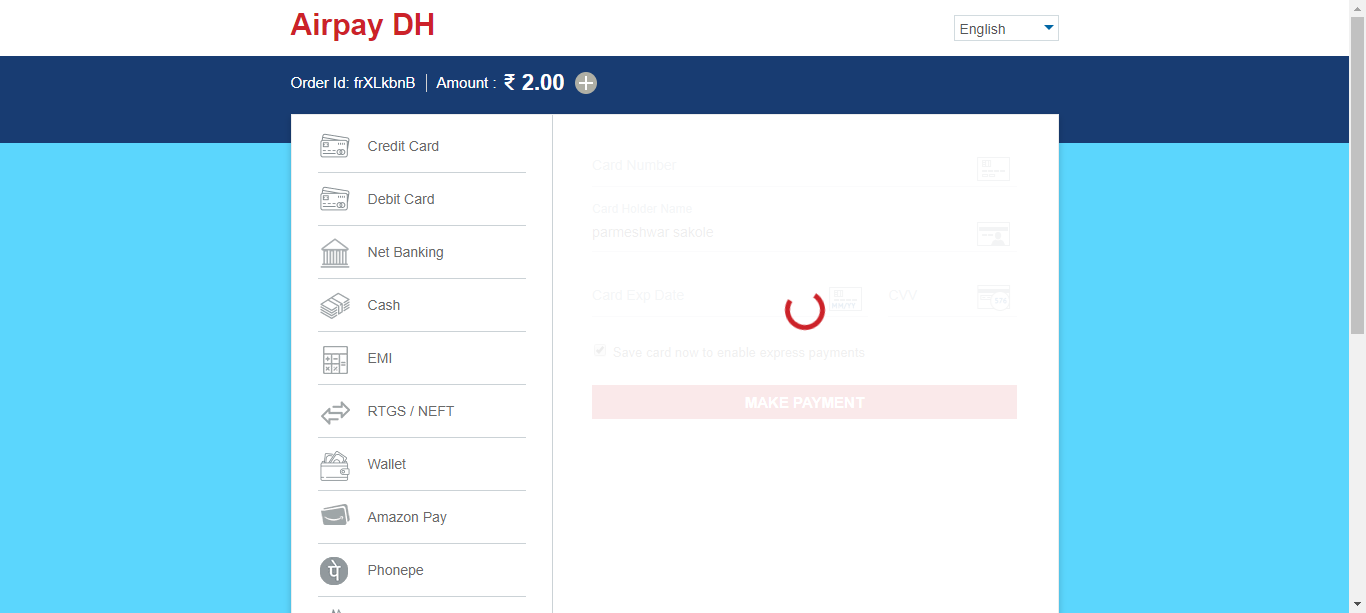 Airpay DH
English
Order Id: frXLkbnB
Amount : ₹ 2.00
Credit Card
Debit Card
Net Banking
Cash
EMI
RTGS / NEFT
Wallet
Amazon Pay
Phonepe
Card Number
Card Holder Name
parmeshwar sakole
Card Exp Date
CVV
Save card now to enable express payments
MAKE PAYMENT